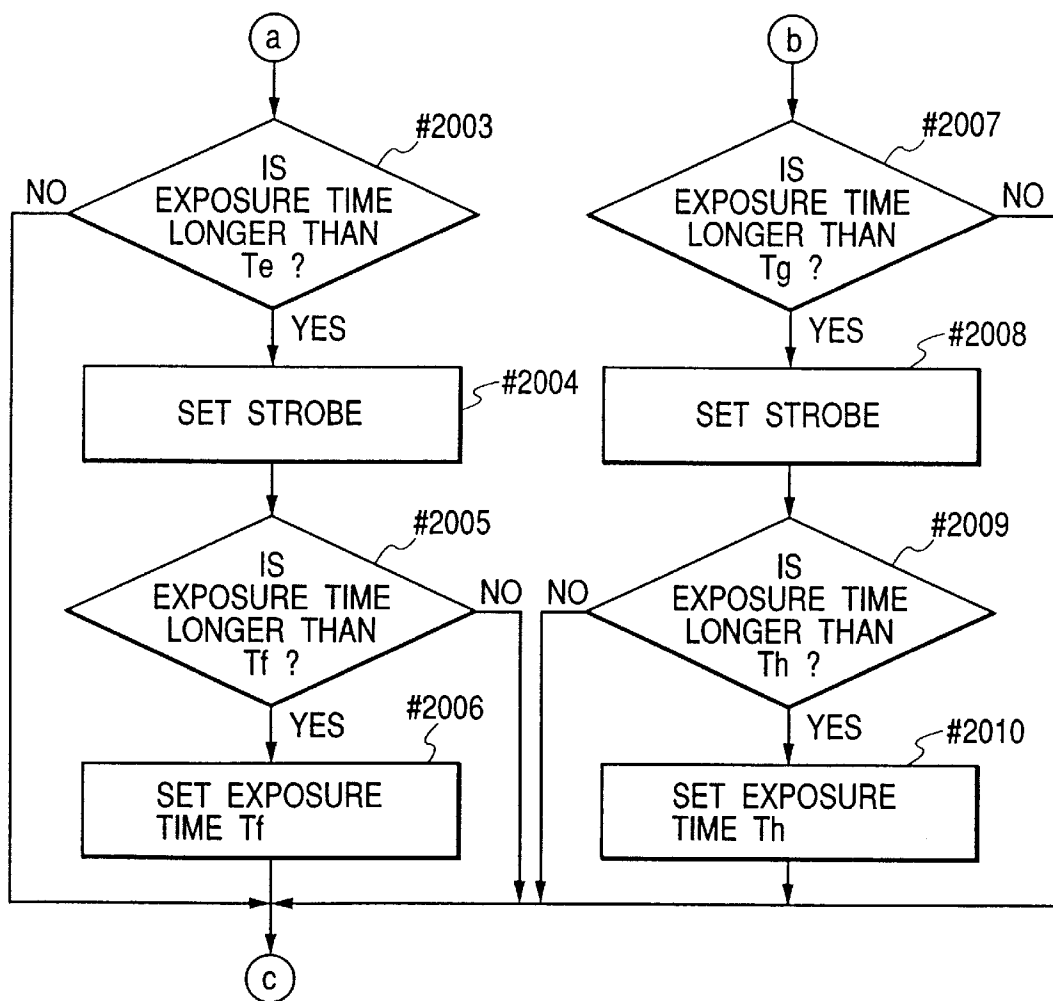 a
#2003
NO
IS
EXPOSURE TIME
LONGER THAN
Te ?
YES
#2004
SET STROBE
#2005
IS
EXPOSURE TIME
LONGER THAN
Tf ?
NO
YES
#2006
SET EXPOSURE
TIME Tf
c
b
#2007
IS
EXPOSURE TIME
LONGER THAN
Tg ?
NO
YES
#2008
SET STROBE
#2009
NO
IS
EXPOSURE TIME
LONGER THAN
Th ?
YES
#2010
SET EXPOSURE
TIME Th